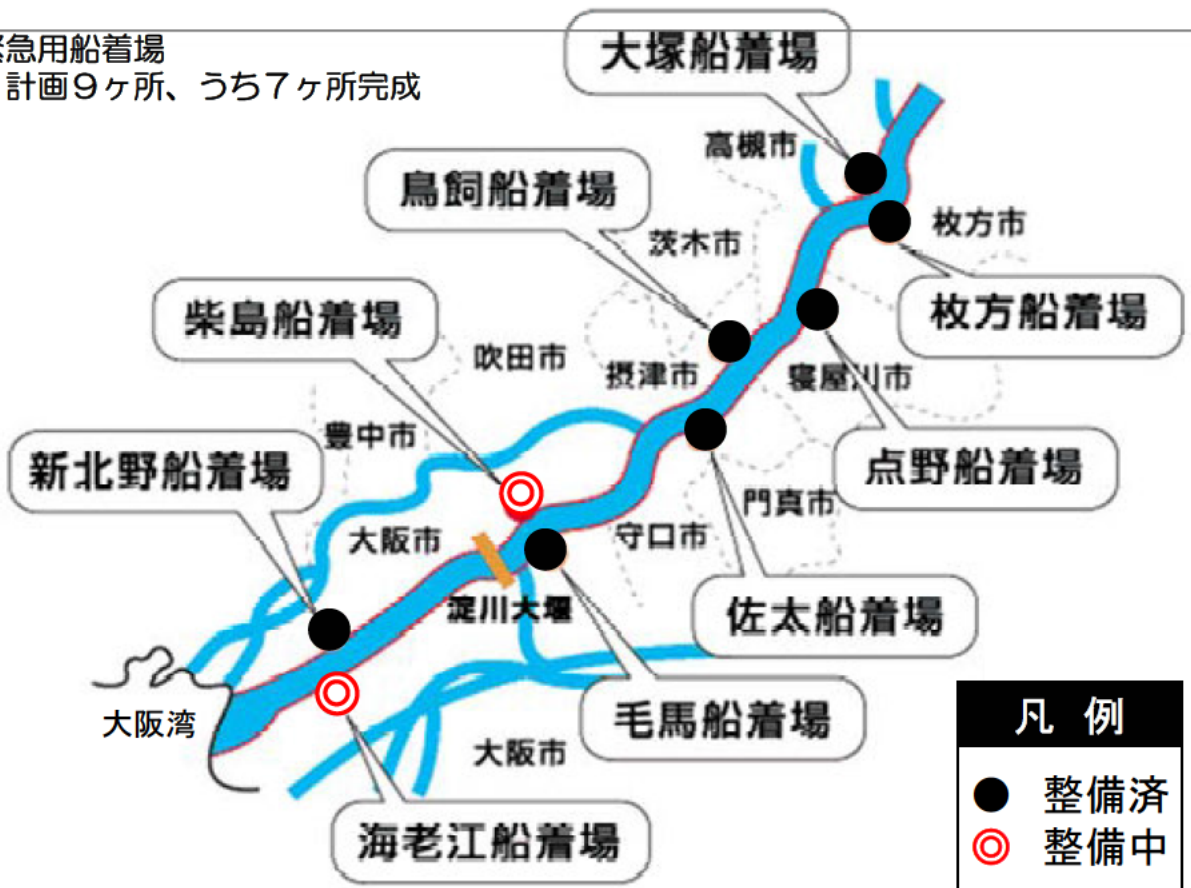 緊急用船着場
計画９ヶ所、うち７ヶ所完成
大塚船着場
高槻市
鳥飼船着場
茨木市
枚方市
枚方船着場
柴島船着場
吹田市
摂津市
寝屋川市
豊中市
新北野船着場
点野船着場
門真市
大阪市
守口市
淀川大堰
佐太船着場
大阪湾
毛馬船着場
大阪市
海老江船着場
凡 例
● 整備済
◎ 整備中